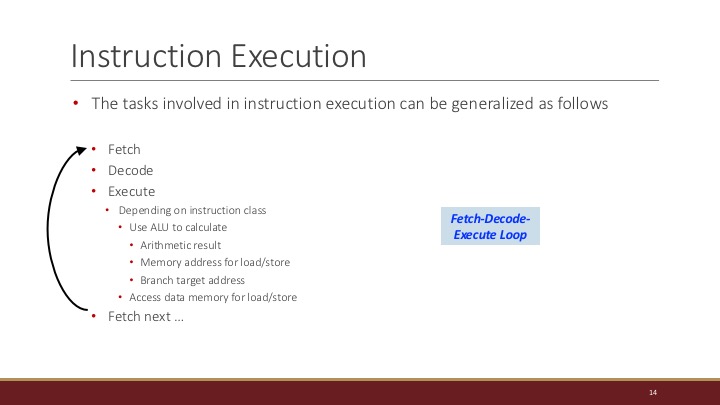 Instruction Execution
• The tasks involved in instruction execution can be generalized as follows
• Fetch
• Decode
• Execute
• Depending on instruction class
• Use ALU to calculate
• Arithmetic result
• Memory address for load/store
• Branch target address
• Access data memory for load/store
• Fetch next …
Fetch-Decode-
Execute Loop
14